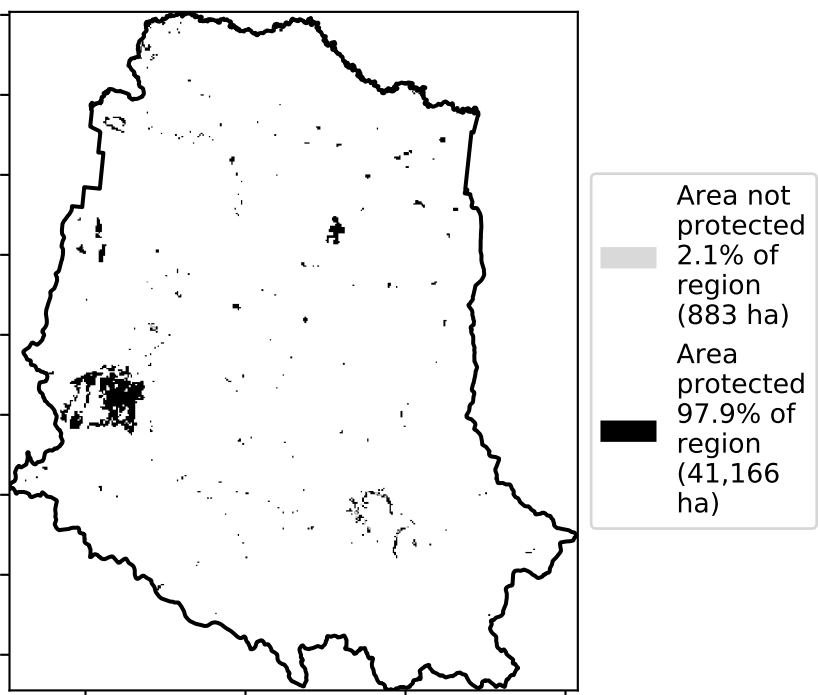 Area not
protected
2.1% of
region
(883 ha)
Area
protected
97.9% of
region
(41,166
ha)